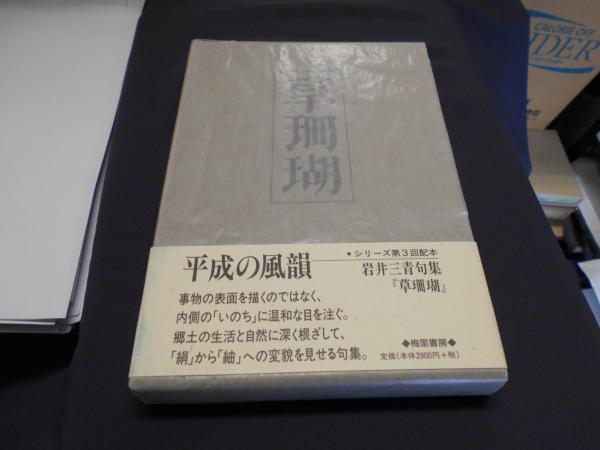 草珊瑚
平成の風韻
事物の表面を描くのではなく、
内側の「いのち」に温和な目を注ぐ。
郷土の生活と自然に深く根ざして、
「絹」から「紬」への変貌を見せる句集。
●シリーズ第3回配本
岩井三青句集
『草珊瑚』
◆梅里書房◆
定価(本体2900円+税)
CALORIE OFF
IDER